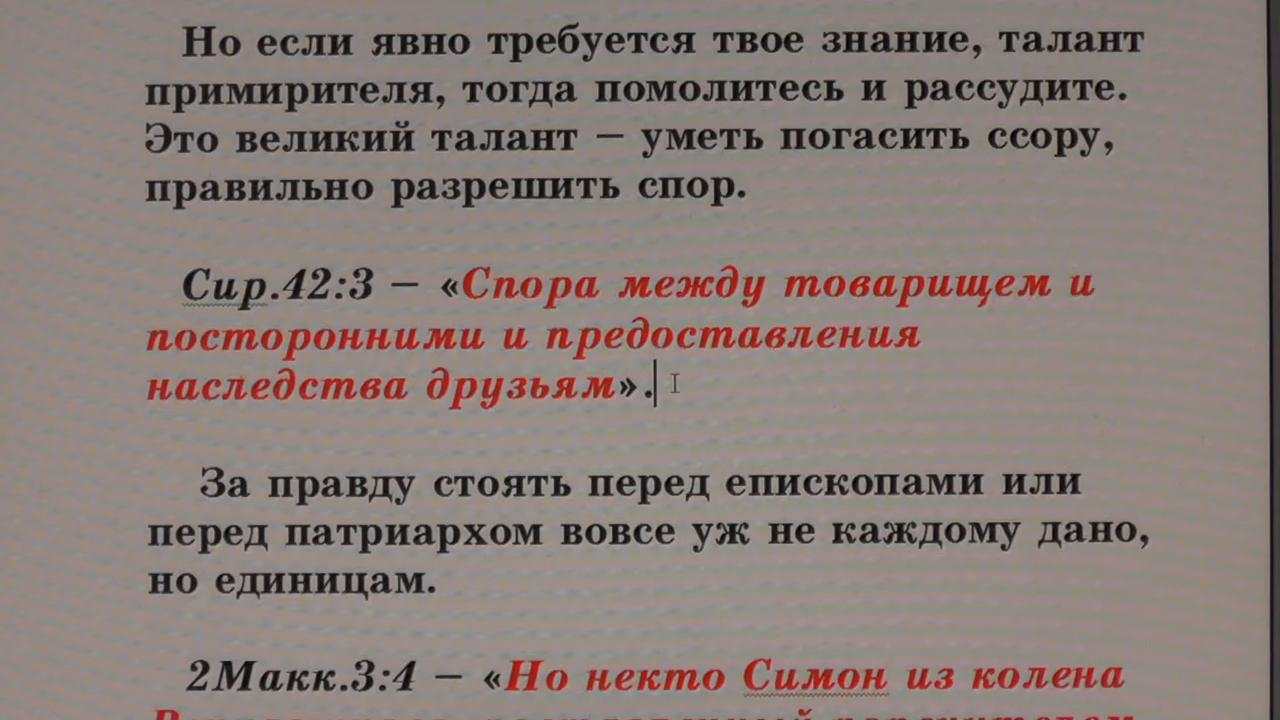 Но если явно требуется твое знание, талант
примирителя, тогда помолитесь и рассудите.
Это великий талант – уметь погасить ссору,
правильно разрешить спор.
Сир.42:3 – «Спора между товарищем и
посторонними и предоставления
наследства друзьям».
За правду стоять перед епископами или
перед патриархом вовсе уж не каждому дано,
но единицам.
2Макк.3:4 – «Но некто Симон из колена